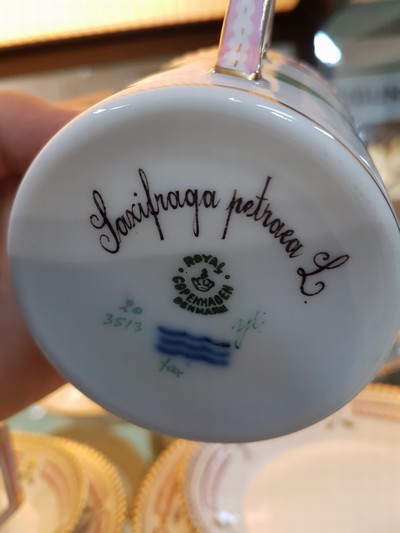 Saxifraga petraea L.
ROYAL
COPENHAGEN
DENMARK
20
3513